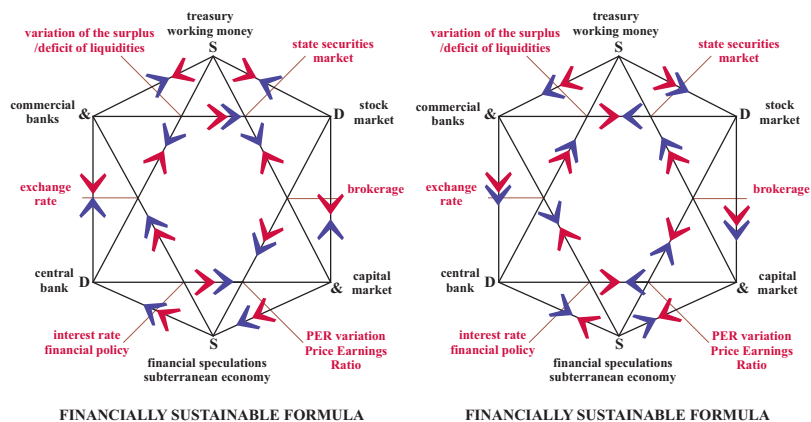 treasury
working money
S
variation of the surplus
/deficit of liquidities
state securities
market
commercial
banks
&
D
stock
market
exchange
rate
brokerage
central
bank
D
&
capital
market
interest rate
financial policy
S
PER variation
Price Earnings
Ratio
financial speculations
subterranean economy
FINANCIALLY SUSTAINABLE FORMULA
treasury
working money
S
variation of the surplus
/deficit of liquidities
state securities
market
commercial
banks
&
D
stock
market
exchange
rate
brokerage
central
bank
D
&
capital
market
interest rate
financial policy
S
PER variation
Price Earnings
Ratio
financial speculations
subterranean economy
FINANCIALLY SUSTAINABLE FORMULA